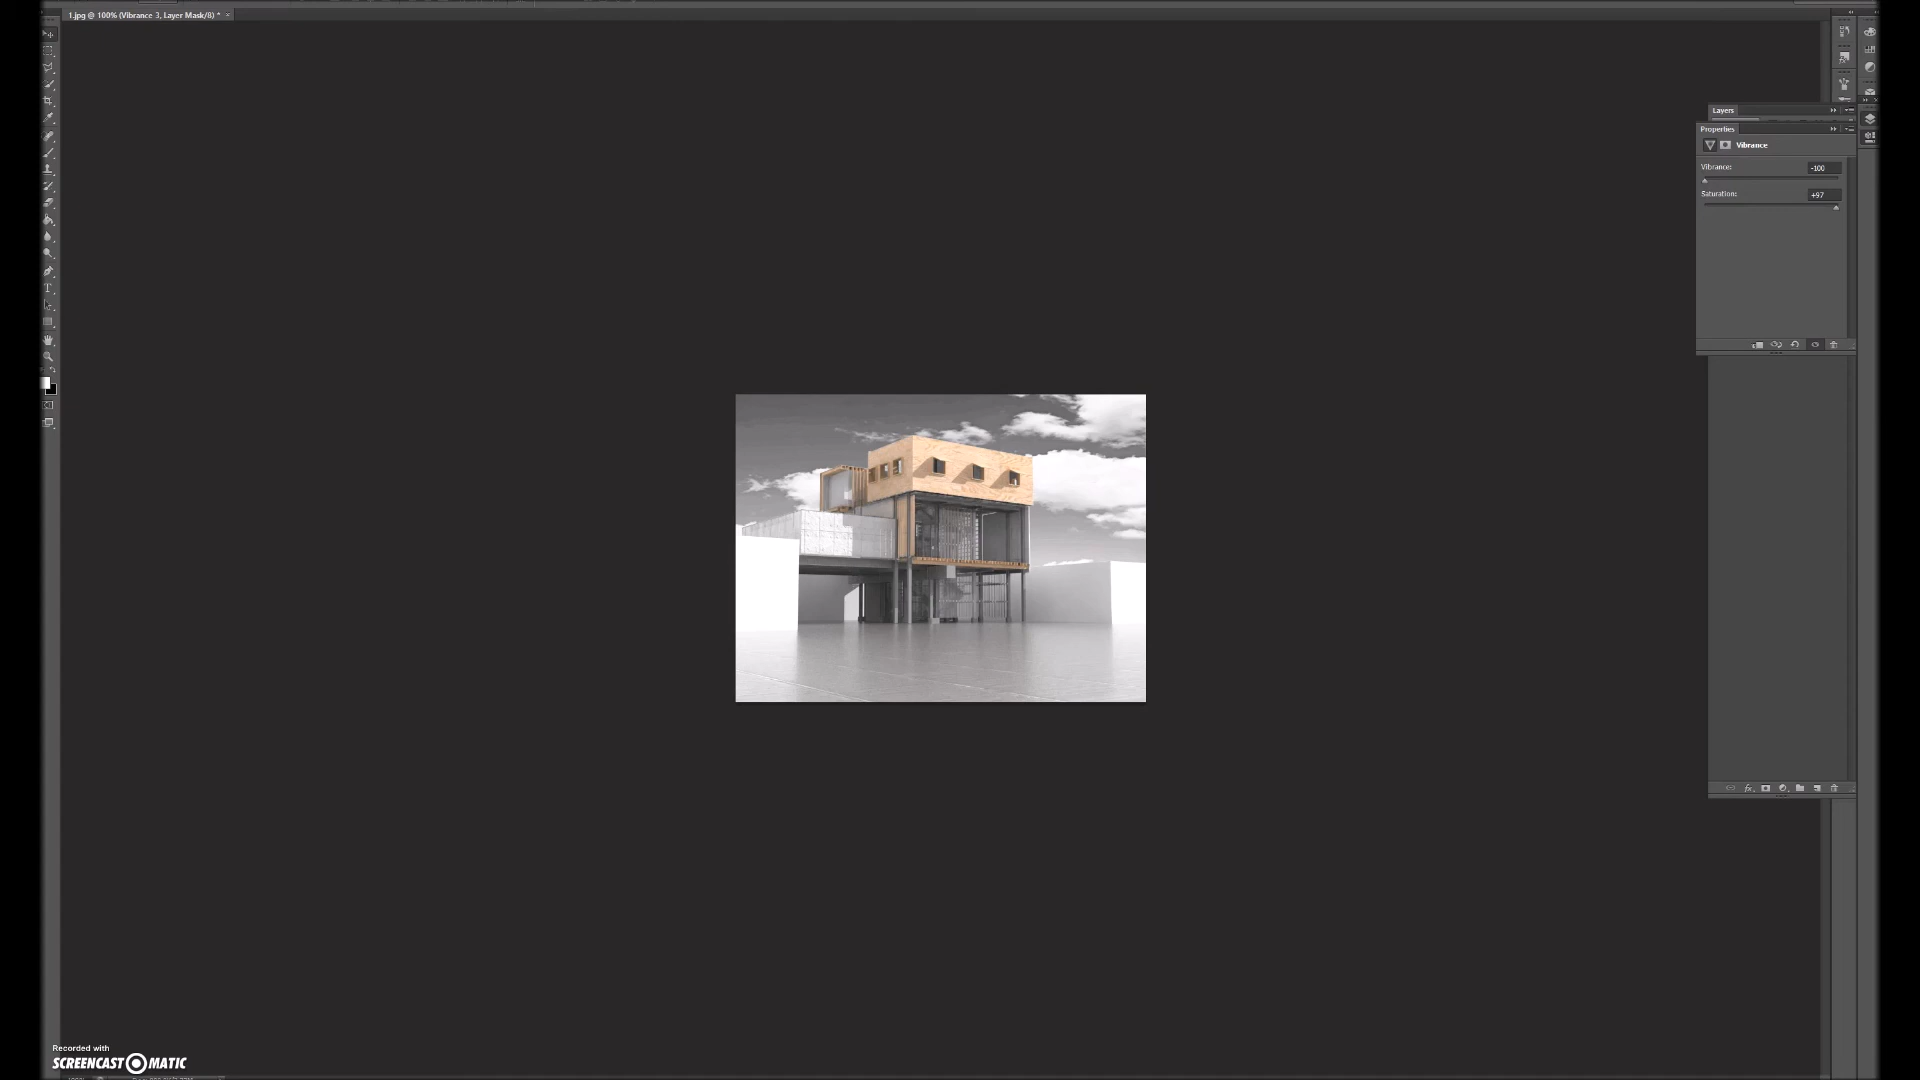 1.jpg @ 100% (Vibrance 3, Layer Mask/8) *
Layers
Properties
Vibrance
Vibrance:
-100
Saturation:
+97
Recorded with
SCREENCAST MATIC